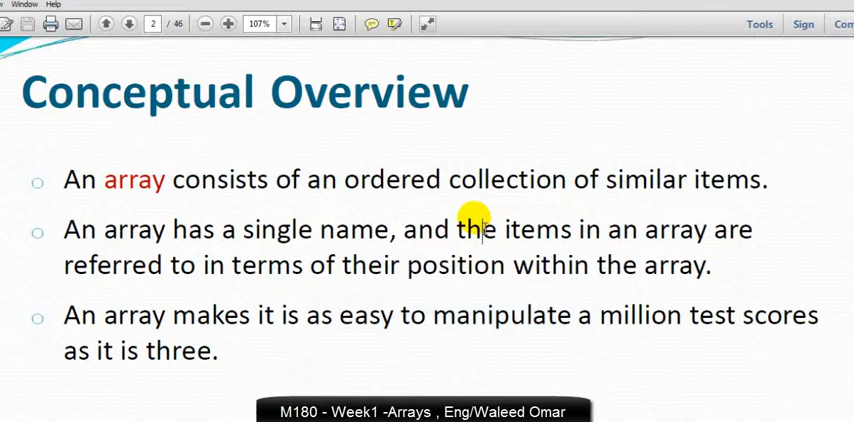 Window Help
2 / 46 107% Tools Sign
Conceptual Overview
An array consists of an ordered collection of similar items.
An array has a single name, and the items in an array are
referred to in terms of their position within the array.
An array makes it is as easy to manipulate a million test scores
as it is three.
M180 - Week1 -Arrays , Eng/Waleed Omar